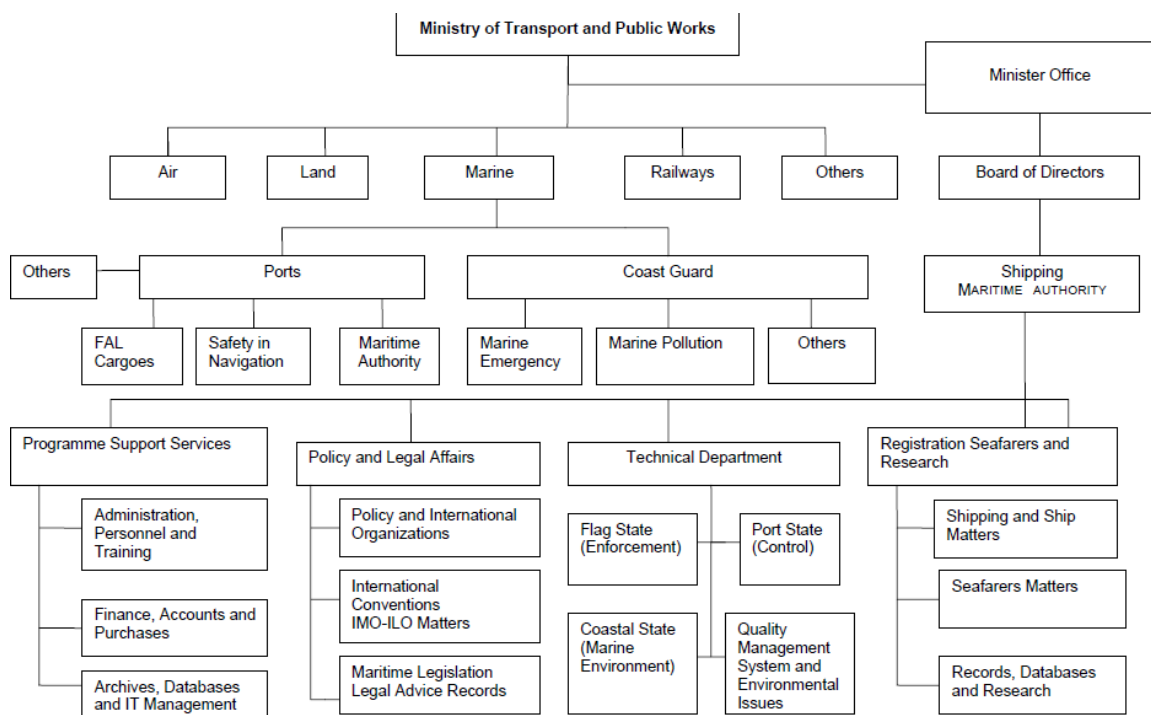 Ministry of Transport and Public Works
Minister Office
Air
Land
Marine
Railways
Others
Board of Directors
Others
Ports
Coast Guard
Shipping
MARITIME AUTHORITY
FAL
Cargoes
Safety in
Navigation
Maritime
Authority
Marine
Emergency
Marine Pollution
Others
Programme Support Services
Policy and Legal Affairs
Technical Department
Registration Seafarers and
Research
Administration,
Personnel and
Training
Finance, Accounts and
Purchases
Archives, Databases
and IT Management
Policy and International
Organizations
International
Conventions
IMO-ILO Matters
Maritime Legislation
Legal Advice Records
Flag State
(Enforcement)
Port State
(Control)
Coastal State
(Marine
Environment)
Quality
Management
System and
Environmental
Issues
Shipping and Ship
Matters
Seafarers Matters
Records, Databases
and Research